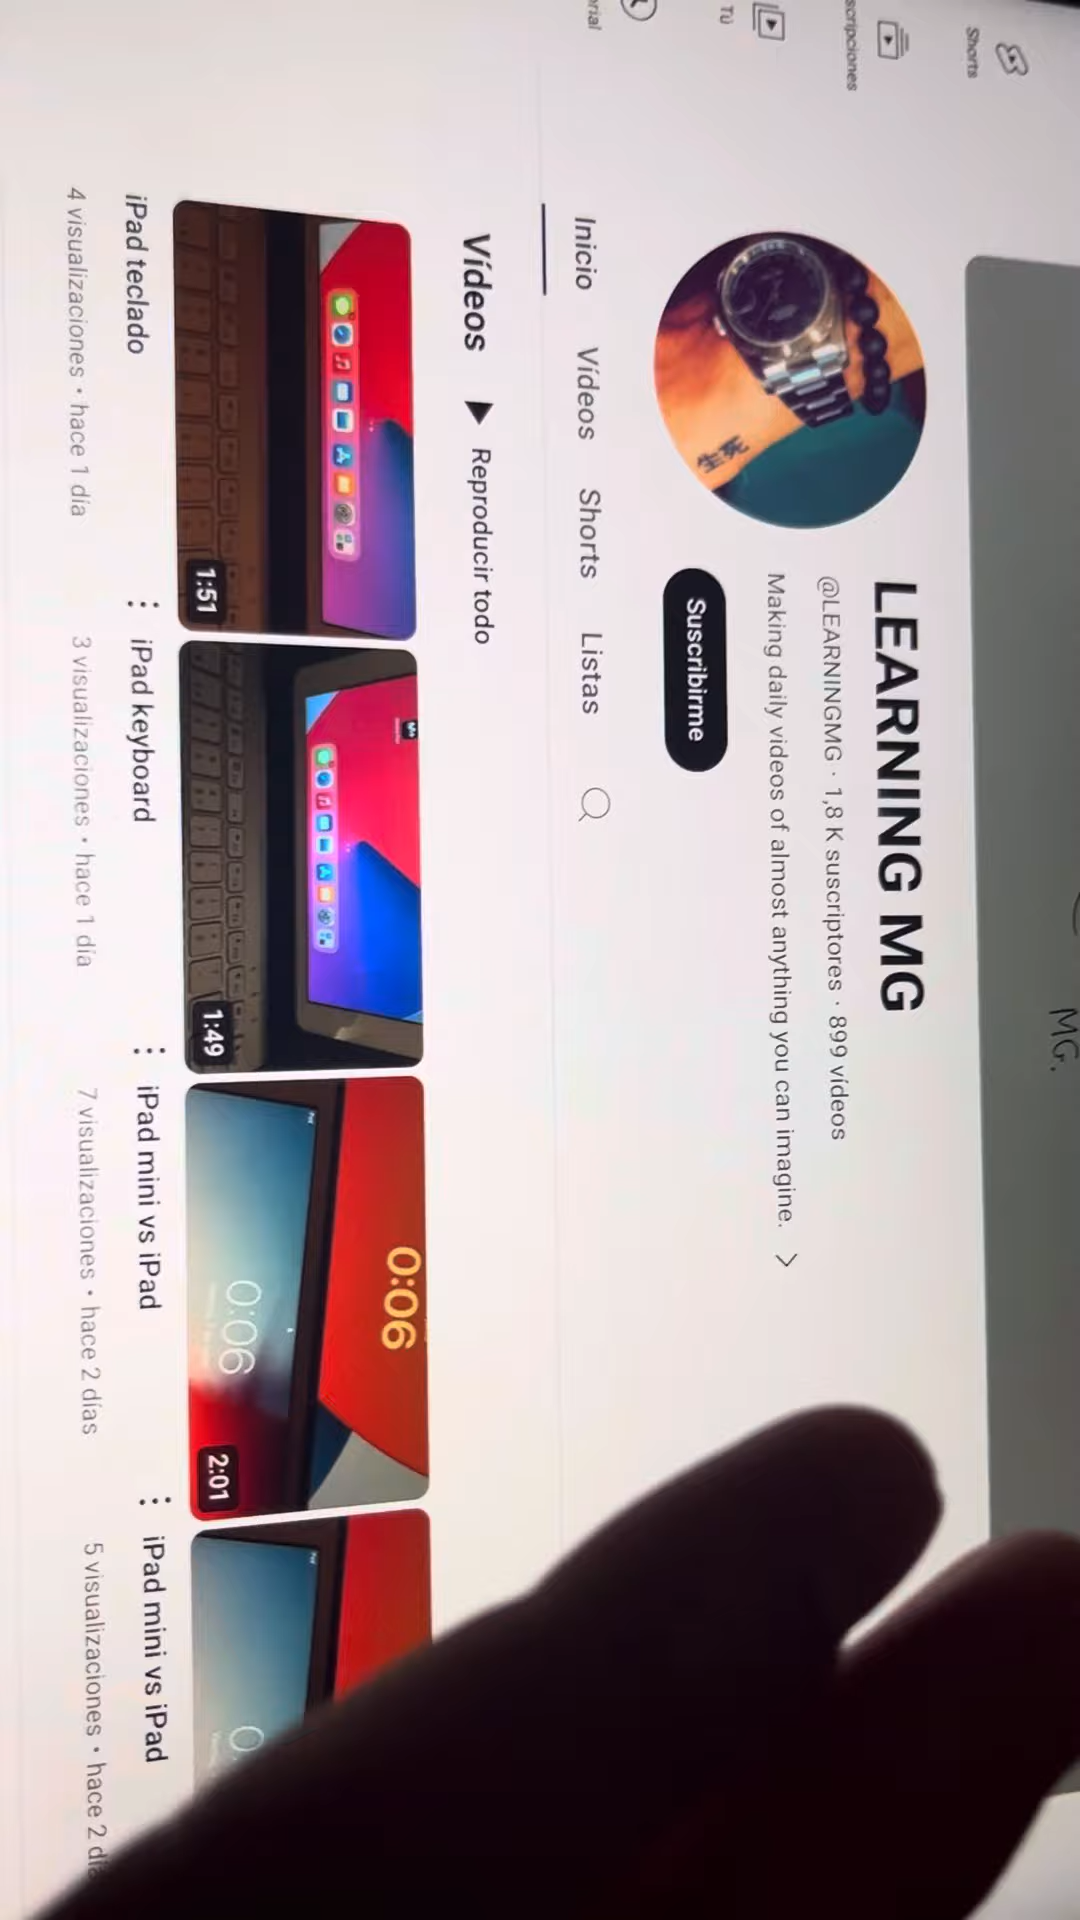 Shorts
Tú
MG.
LEARNING MG
@LEARNINGMG · 1,8 K suscriptores · 899 vídeos
Making daily videos of almost anything you can imagine.
Suscribirme
生死
Inicio Vídeos Shorts Listas
Vídeos Reproducir todo
0:06
0:06
1:51
1:49
2:01
iPad teclado
4 visualizaciones • hace 1 día
iPad keyboard
3 visualizaciones • hace 1 día
iPad mini vs iPad
7 visualizaciones • hace 2 días
iPad mini vs iPad
5 visualizaciones • hace 2